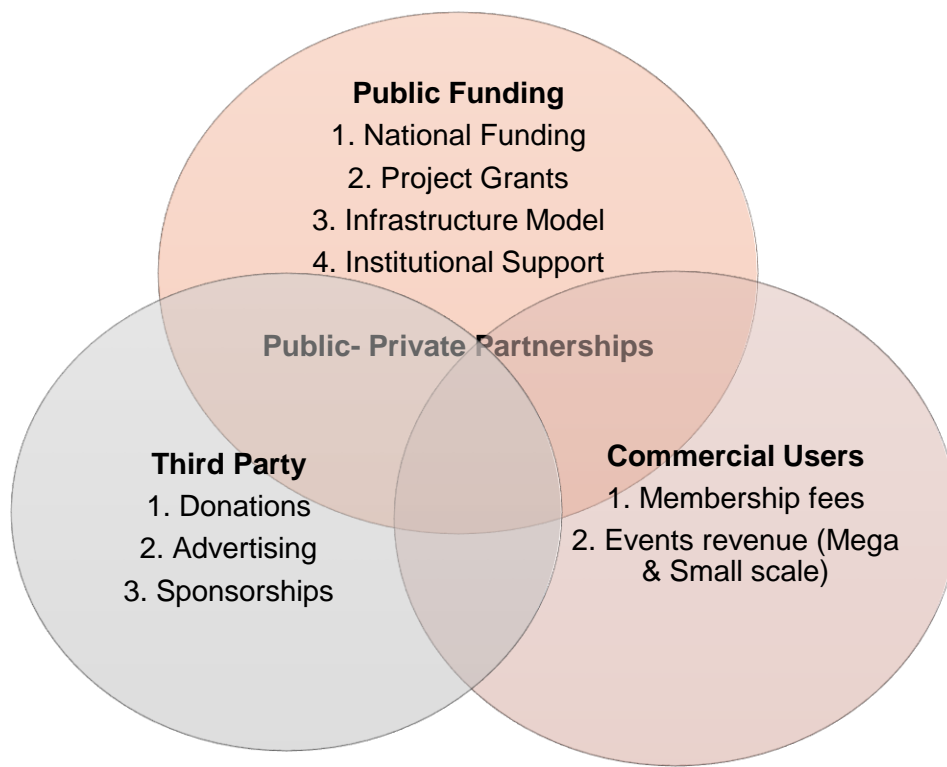 Public Funding
1. National Funding
2. Project Grants
3. Infrastructure Model
4. Institutional Support
Public- Private Partnerships
Third Party
1. Donations
2. Advertising
3. Sponsorships
Commercial Users
1. Membership fees
2. Events revenue (Mega
& Small scale)